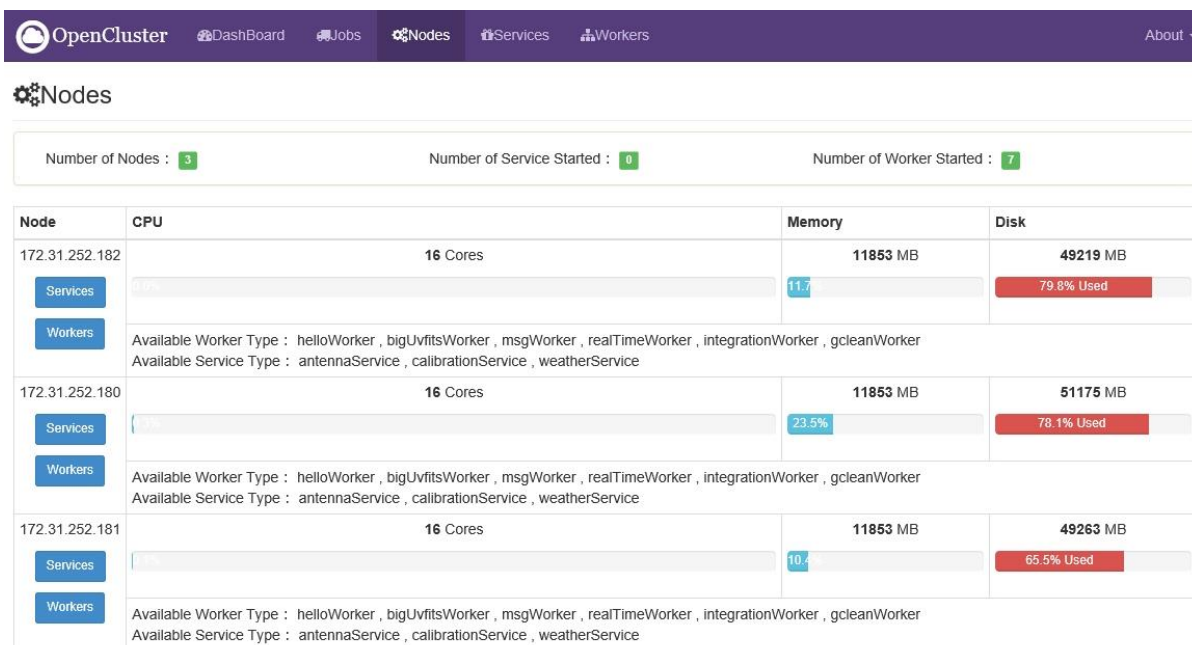 OpenCluster DashBoard Jobs Nodes Services Workers About
Nodes
Number of Nodes : 3 Number of Service Started : 0 Number of Worker Started : 7
Node CPU Memory Disk
172.31.252.182 16 Cores 11853 MB 49219 MB
Services 0.0% 11.7 79.8% Used
Workers
Available Worker Type : helloWorker , bigUvfitsWorker , msgWorker , realTimeWorker , integrationWorker , gcleanWorker
Available Service Type : antennaService , calibrationService , weatherService
172.31.252.180 16 Cores 11853 MB 51175 MB
Services 23.5% 78.1% Used
Workers
Available Worker Type : helloWorker , bigUvfitsWorker , msgWorker , realTimeWorker , integrationWorker , gcleanWorker
Available Service Type : antennaService , calibrationService , weatherService
172.31.252.181 16 Cores 11853 MB 49263 MB
Services 10.4 65.5% Used
Workers
Available Worker Type : helloWorker , bigUvfitsWorker , msgWorker , realTimeWorker , integrationWorker , gcleanWorker
Available Service Type : antennaService , calibrationService , weatherService